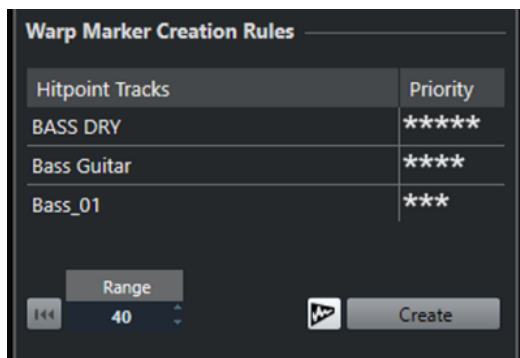 Warp Marker Creation Rules
Hitpoint Tracks Priority
BASS DRY *****
Bass Guitar ****
Bass_01 ***
Range
40 Create